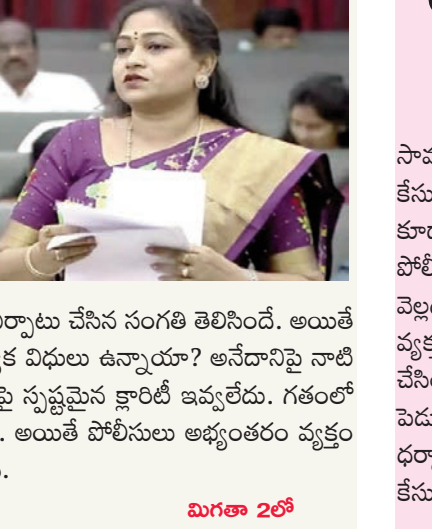 ర్పాటు చేసిన సంగతి తెలిసిందే. అయితే
క విధులు ఉన్నాయా? అనేదానిపై నాటి
పై స్పష్టమైన క్లారిటీ ఇవ్వలేదు. గతంలో
. అయితే పోలీసులు అభ్యంతరం వ్యక్తం
.
మిగతా 2లో
సావ
కేసు
కూడ
పోలీ
వెల్ల
వ్యక్త
చేసిం
పెడు
ధర్నా
కేసు